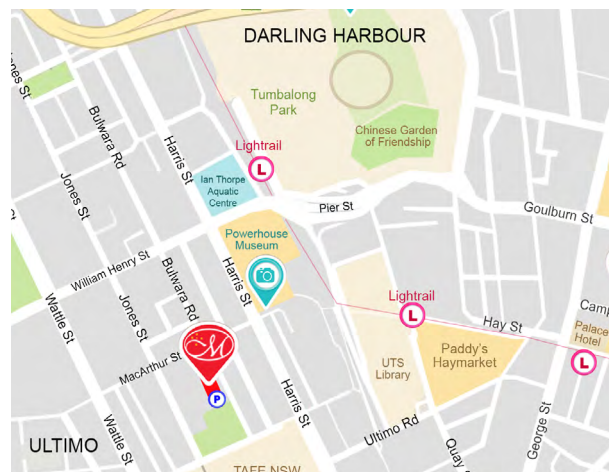 DARLING HARBOUR
Jones St
Tumbalong
Park
Bulwara Rd
Chinese Garden
of Friendship
Harris St
Lightrail
L
Ian Thorpe
Aquatic
Centre
Jones St
Pier St
Goulburn St
Powerhouse
Museum
William Henry St
Bulwara Rd
Harris St
Lightrail
L
Jones St
Wattle St
Hay St
Palace
Hotel
M
MacArthur St
Paddy's
Haymarket
L
UTS
Library
P
Harris St
Wattle St
Ultimo Rd
George St
ULTIMO
Quay
TAFE NSW